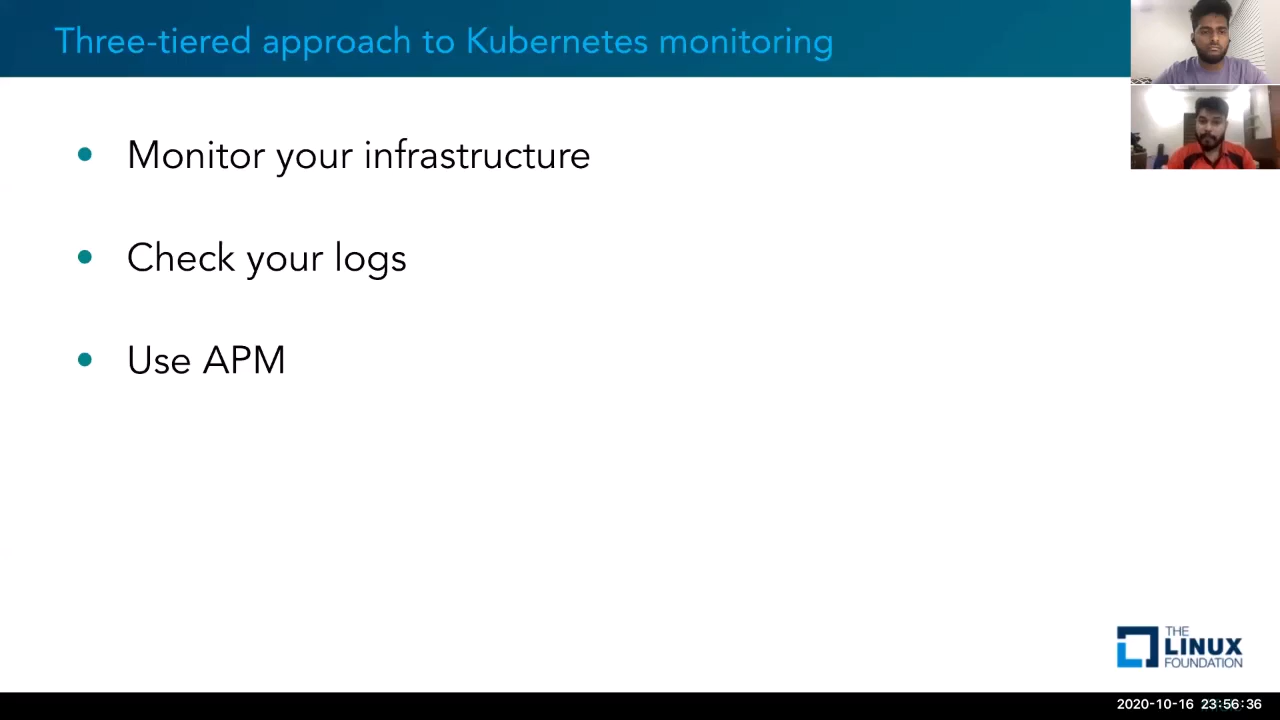 Three-tiered approach to Kubernetes monitoring
Monitor your infrastructure
Check your logs
Use APM
THE
LINUX
FOUNDATION
2020-10-16 23:56:36